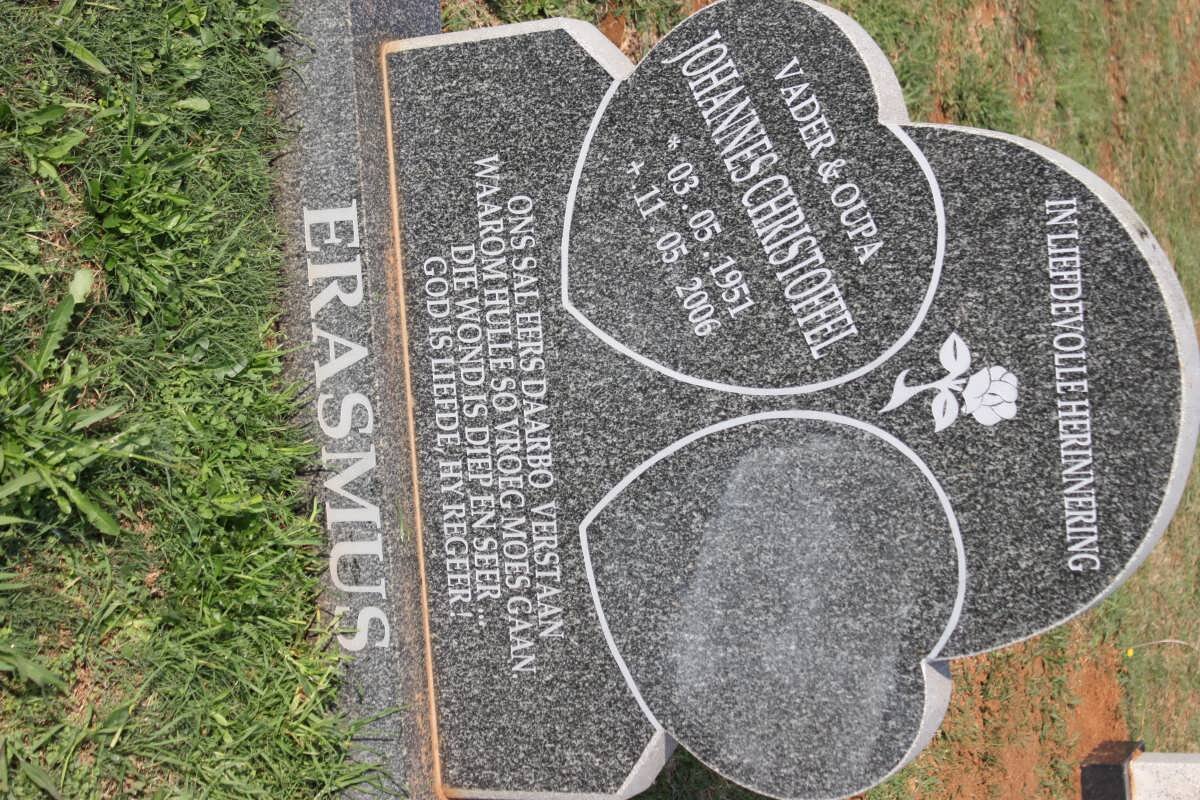 IN LIEFDEVOLLE HERINNERING
VADER & OUPA
JOHANNES CHRISTOFFEL
* 03 . 05 . 1951
† 11 . 05 . 2006
ONS SAL EERS DAARBO VERSTAAN
WAAROM HULLE SO VROEG MOES GAAN
DIE WOND IS DIEP EN SEER ..
GOD IS LIEFDE, HY REGEER !
ERASMUS